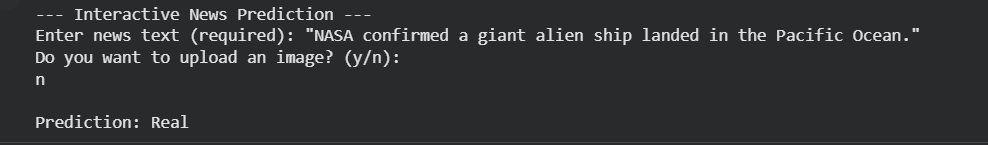 --- Interactive News Prediction ---
Enter news text (required): "NASA confirmed a giant alien ship landed in the Pacific Ocean."
Do you want to upload an image? (y/n):
n
Prediction: Real